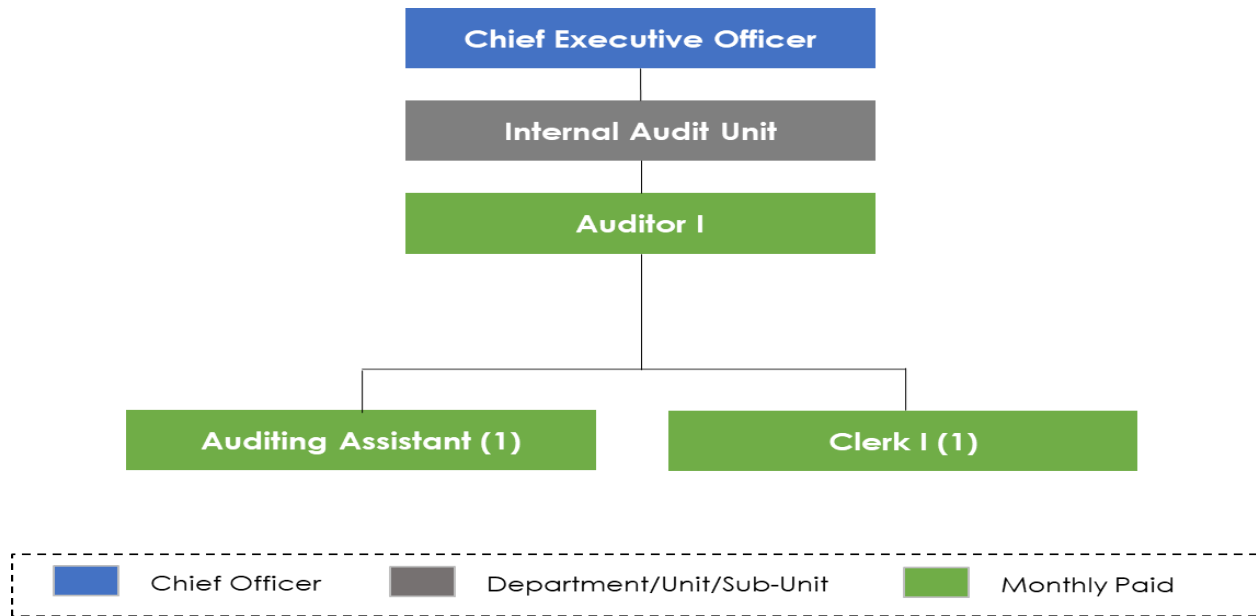 Chief Executive Officer
Internal Audit Unit
Auditor I
Auditing Assistant (1)
Clerk I (1)
Chief Officer
Department/Unit/Sub-Unit
Monthly Paid